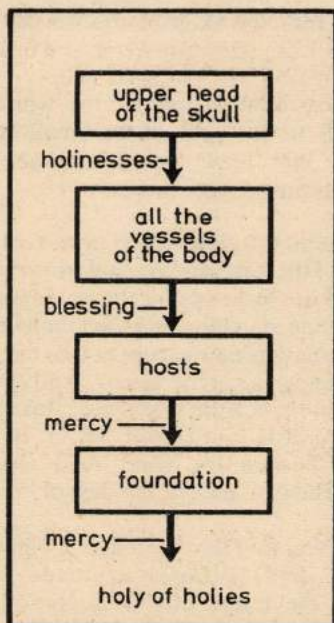 upper head
of the skull
holinesses
all the
vessels
of the body
blessing
hosts
mercy
foundation
mercy
holy of holies